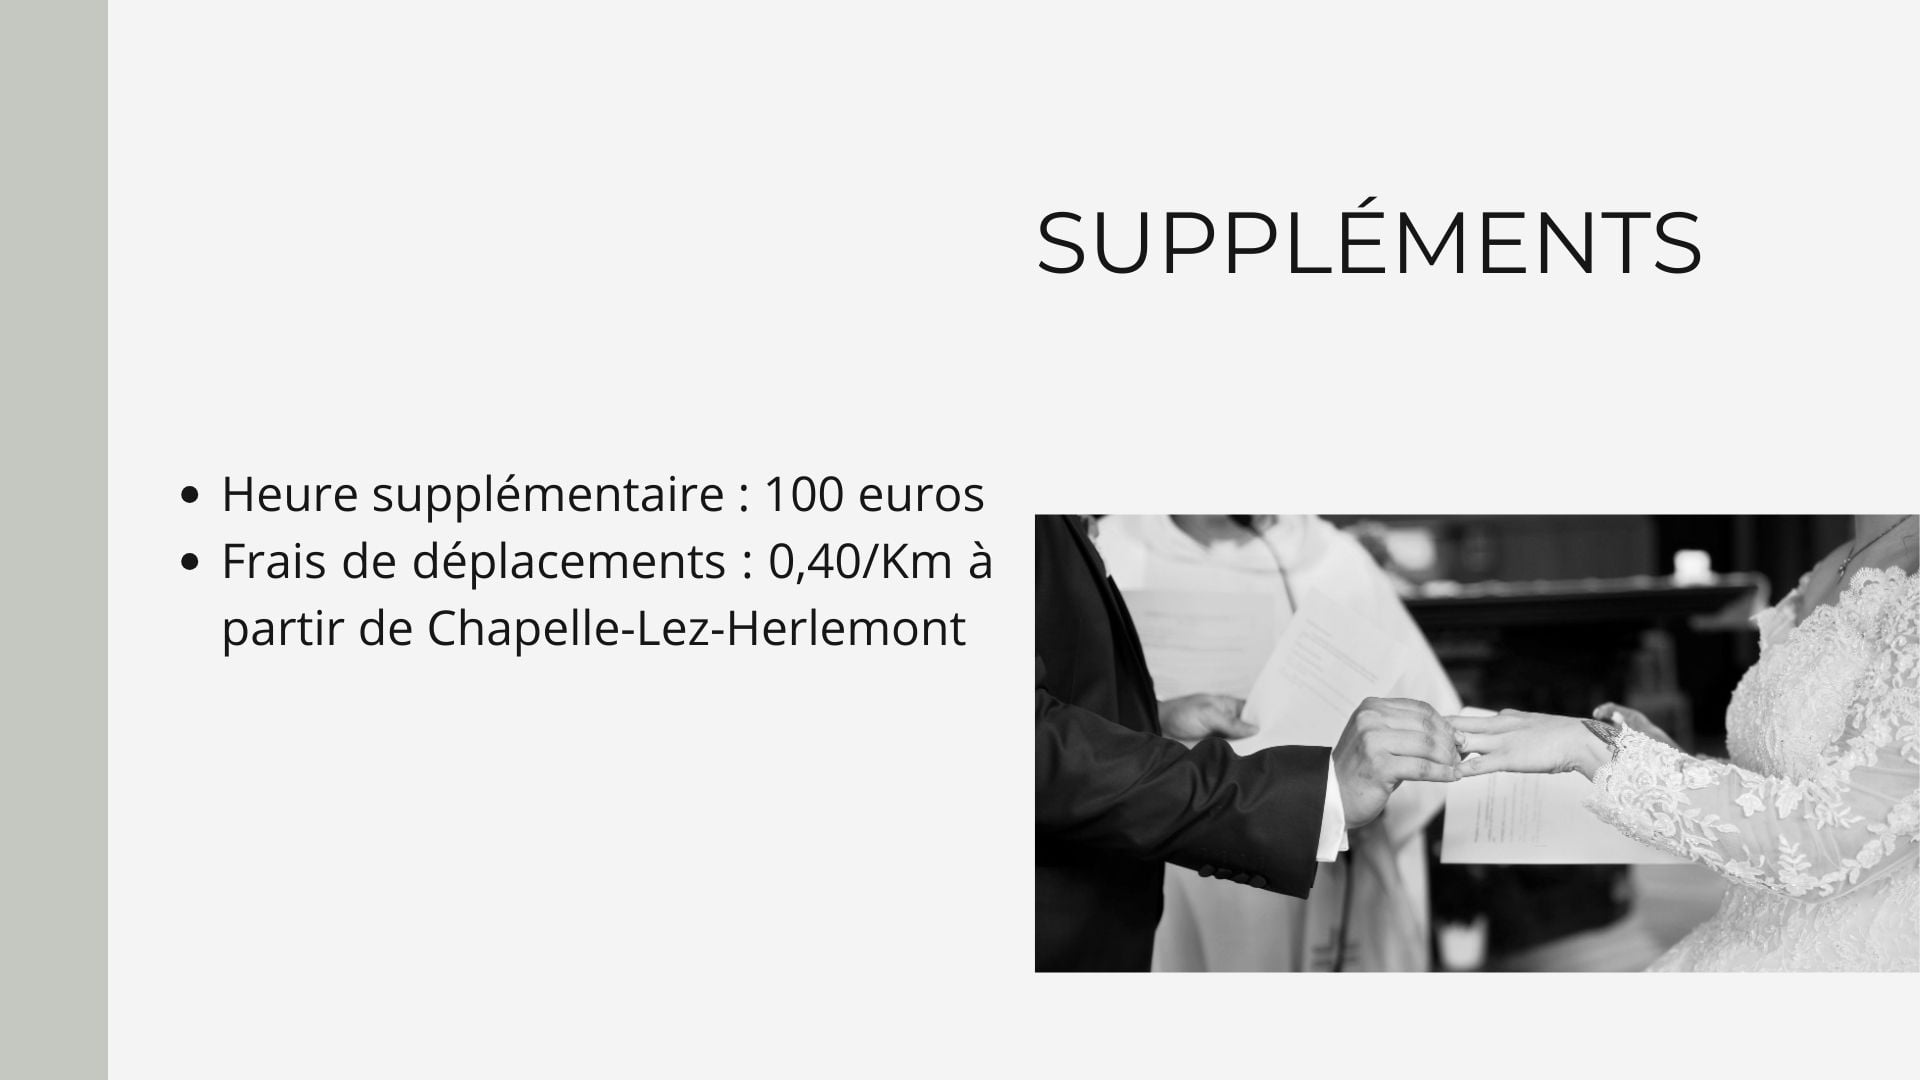 SUPPLÉMENTS
Heure supplémentaire : 100 euros
Frais de déplacements : 0,40/Km à
partir de Chapelle-Lez-Herlemont